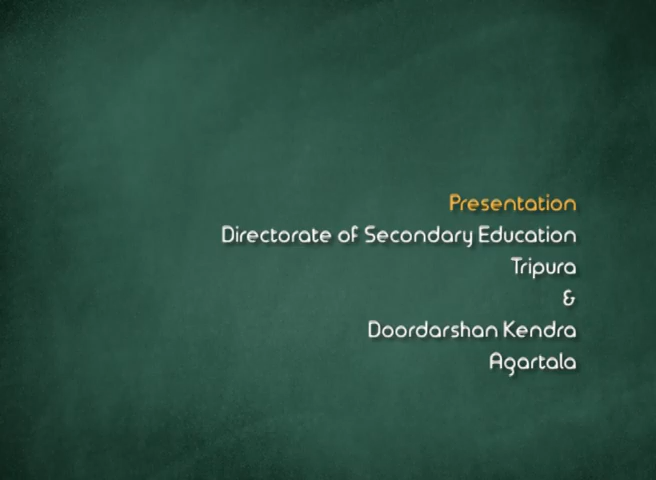 Presentation
Directorate of Secondary Education
Tripura
&
Doordarshan Kendra
Agartala